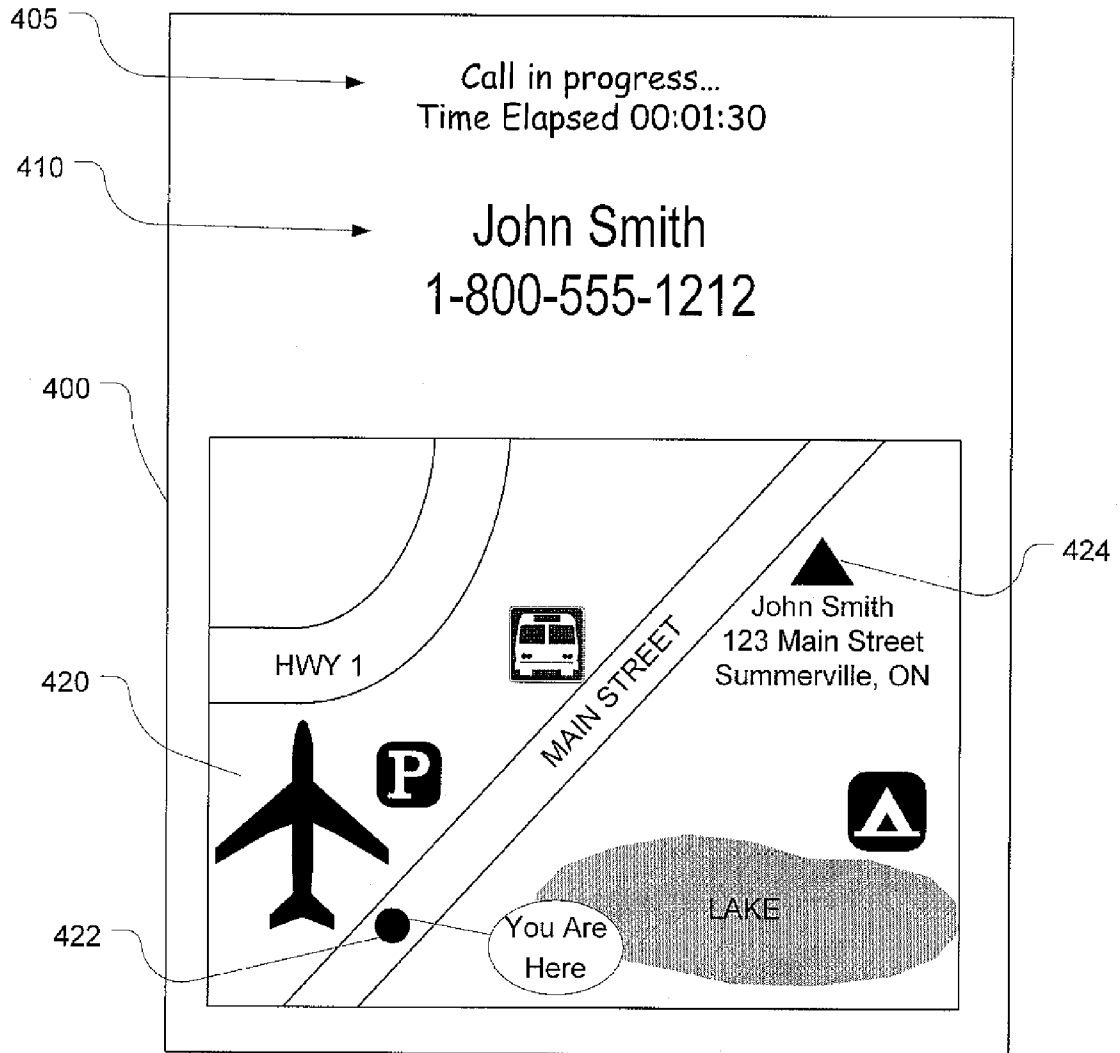 405
Call in progress...
Time Elapsed 00:01:30
410
John Smith
1-800-555-1212
400
424
John Smith
123 Main Street
Summerville, ON
HWY 1
MAIN STREET
420
P
LAKE
422
You Are
Here